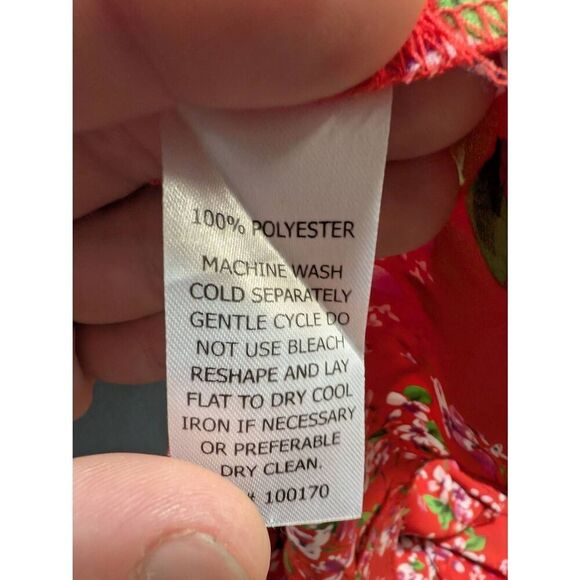 100% POLYESTER
MACHINE WASH
COLD SEPARATELY
GENTLE CYCLE DO
NOT USE BLEACH
RESHAPE AND LAY
FLAT TO DRY COOL
IRON IF NECESSARY
OR PREFERABLE
DRY CLEAN.
# 100170